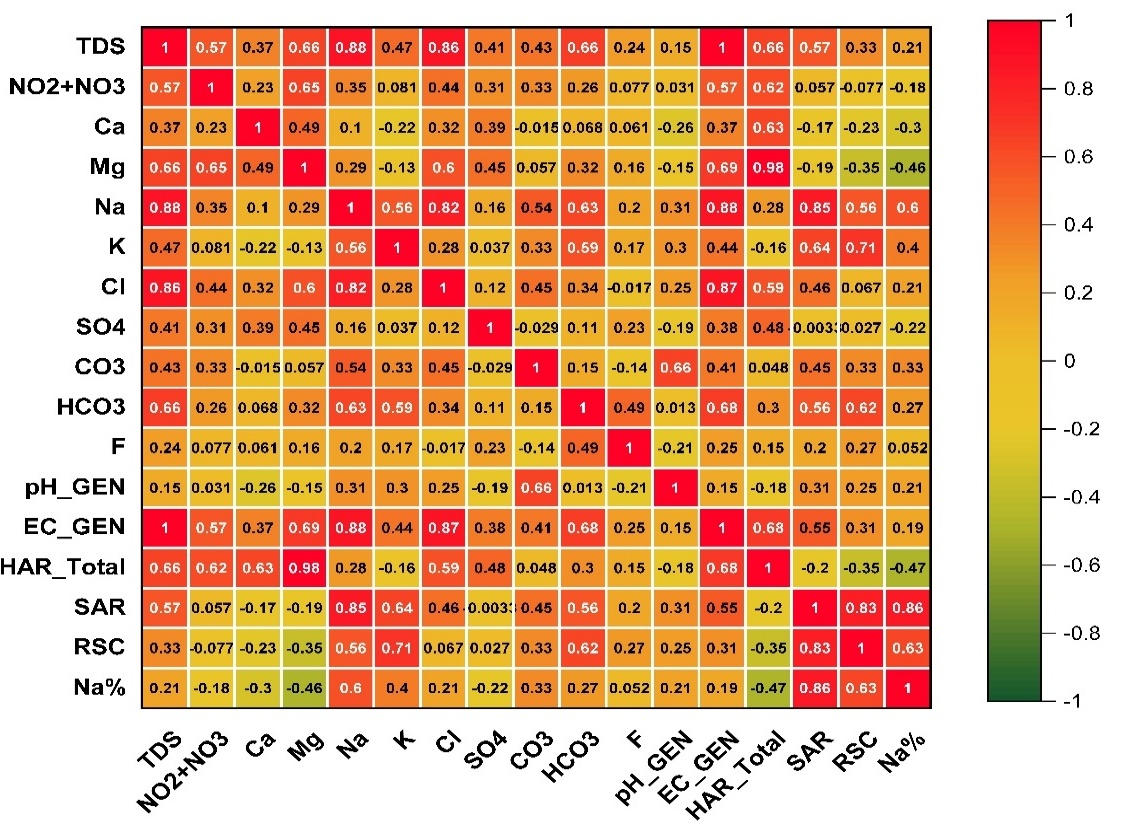 TDS 1 0.57 0.37 0.66 0.88 0.47 0.86 0.41 0.43 0.66 0.24 0.15 1 0.66 0.57 0.33 0.21
NO2+NO3 0.57 1 0.23 0.65 0.35 0.081 0.44 0.31 0.33 0.26 0.077 0.031 0.57 0.62 0.057 -0.077 -0.18
Ca 0.37 0.23 1 0.49 0.1 -0.22 0.32 0.39 -0.015 0.068 0.061 -0.26 0.37 0.63 -0.17 -0.23 -0.3
Mg 0.66 0.65 0.49 1 0.29 -0.13 0.6 0.45 0.057 0.32 0.16 -0.15 0.69 0.98 -0.19 -0.35 -0.46
Na 0.88 0.35 0.1 0.29 1 0.56 0.82 0.16 0.54 0.63 0.2 0.31 0.88 0.28 0.85 0.56 0.6
K 0.47 0.081 -0.22 -0.13 0.56 1 0.28 0.037 0.33 0.59 0.17 0.3 0.44 -0.16 0.64 0.71 0.4
Cl 0.86 0.44 0.32 0.6 0.82 0.28 1 0.12 0.45 0.34 -0.017 0.25 0.87 0.59 0.46 0.067 0.21
SO4 0.41 0.31 0.39 0.45 0.16 0.037 0.12 1 -0.029 0.11 0.23 -0.19 0.38 0.48 0.027 -0.22
CO3 0.43 0.33 -0.015 0.057 0.54 0.33 0.45 -0.029 1 0.15 -0.14 0.66 0.41 0.048 0.45 0.33 0.33
HCO3 0.66 0.26 0.068 0.32 0.63 0.59 0.34 0.11 0.15 1 0.49 0.013 0.68 0.3 0.56 0.62 0.27
F 0.24 0.077 0.061 0.16 0.2 0.17 -0.017 0.23 -0.14 0.49 1 -0.21 0.25 0.15 0.2 0.27 0.052
pH_GEN 0.15 0.031 -0.26 -0.15 0.31 0.3 0.25 -0.19 0.66 0.013 -0.21 1 0.15 -0.18 0.31 0.25 0.21
EC_GEN 1 0.57 0.37 0.69 0.88 0.44 0.87 0.38 0.41 0.68 0.25 0.15 1 0.68 0.55 0.31 0.19
HAR_Total 0.66 0.62 0.63 0.98 0.28 -0.16 0.59 0.48 0.048 0.3 0.15 -0.18 0.68 1 -0.2 -0.35 -0.47
SAR 0.57 0.057 -0.17 -0.19 0.85 0.64 0.46 0.45 0.56 0.2 0.31 0.55 -0.2 1 0.83 0.86
RSC 0.33 -0.077 -0.23 -0.35 0.56 0.71 0.067 0.027 0.33 0.62 0.27 0.25 0.31 -0.35 0.83 1 0.63
Na% 0.21 -0.18 -0.3 -0.46 0.6 0.4 0.21 -0.22 0.33 0.27 0.052 0.21 0.19 -0.47 0.86 0.63 1
TDS NO2+NO3 Ca Mg Na K Cl SO4 CO3 HCO3 F pH_GEN EC_GEN HAR_Total SAR RSC Na%
1
0.8
0.6
0.4
0.2
0
-0.2
-0.4
-0.6
-0.8
-1